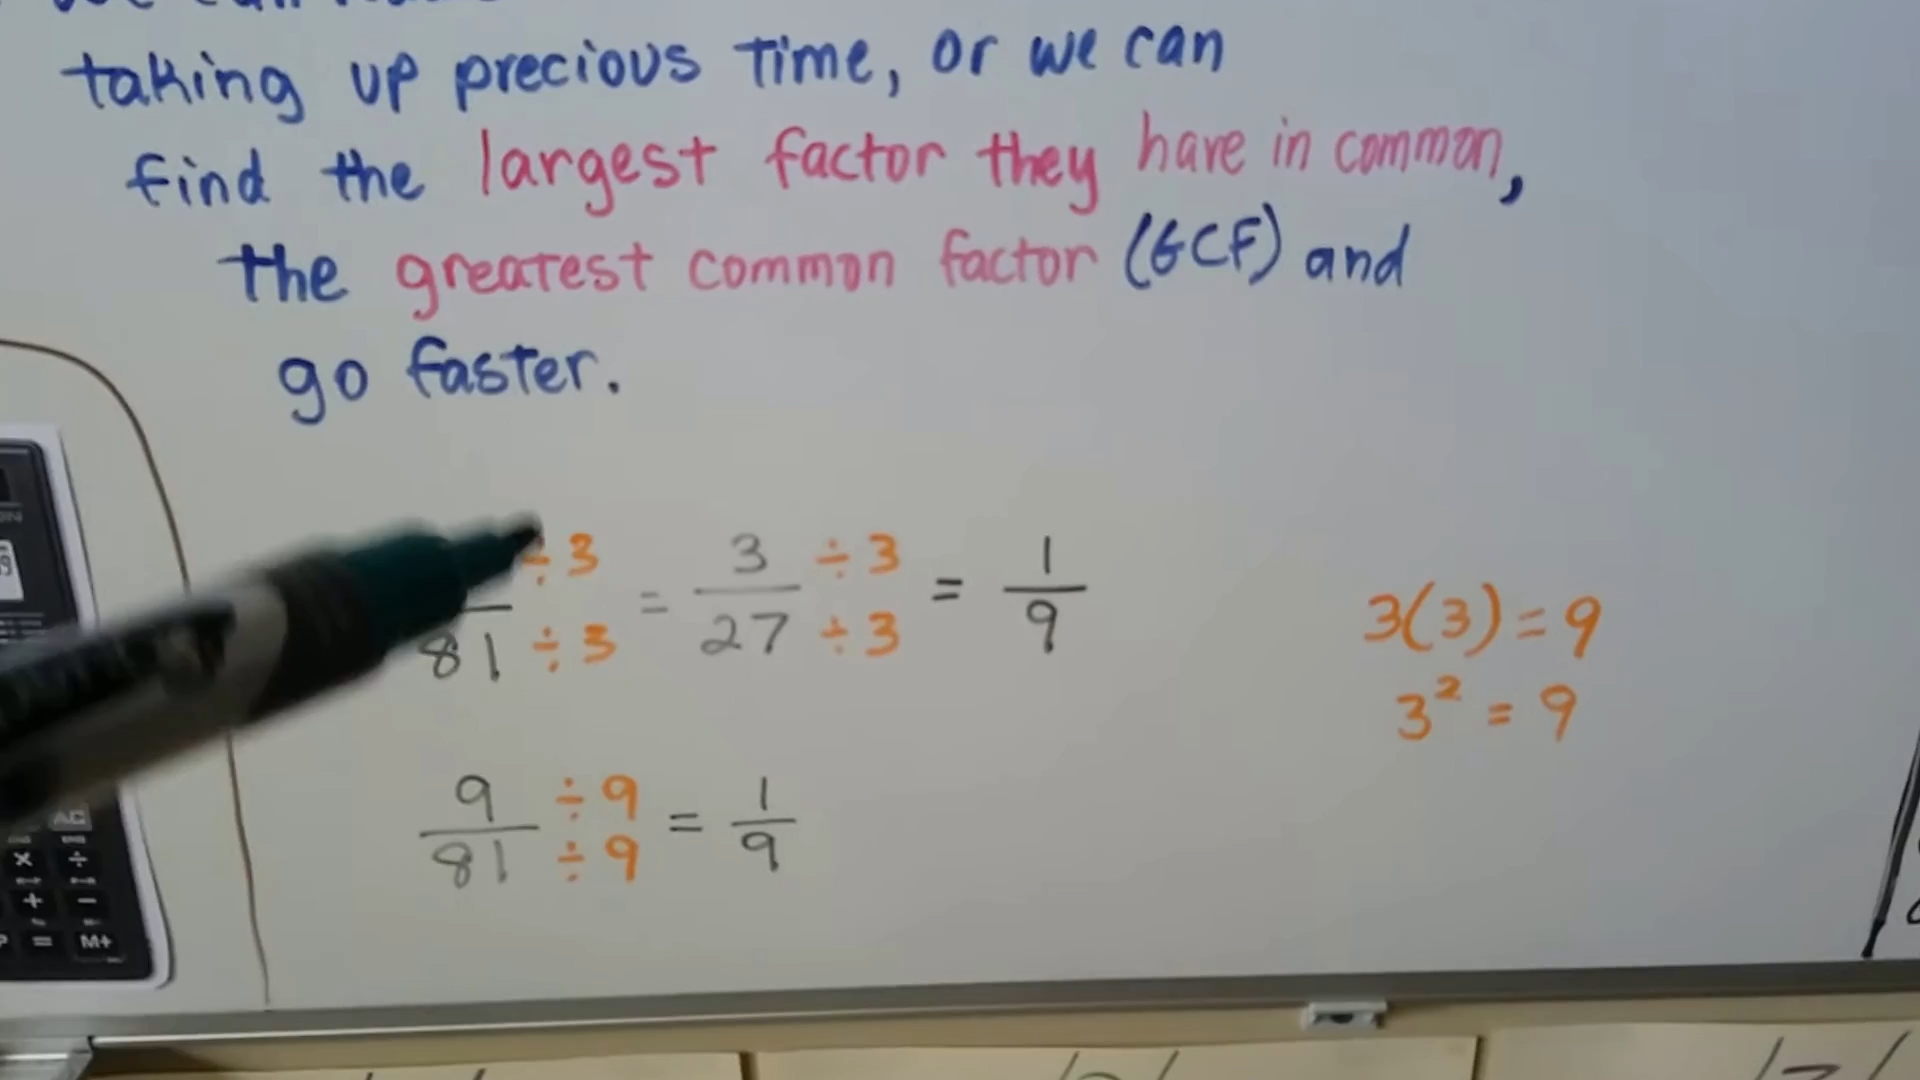 taking up precious time, or we can
find the largest factor they have in common,
the greatest common factor (GCF) and
go faster.
÷3 = 3 ÷3 = 1
81 ÷3 27 ÷3 9
3(3) = 9
3² = 9
9 ÷9 = 1
81 ÷9 9
AC
× ÷
+ −
= M+